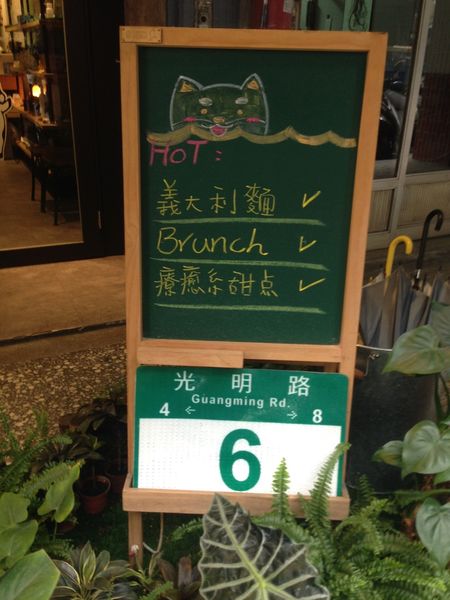 HOT:
義大利麵 ✓
Brunch ✓
療癒系甜点 ✓
光明路
Guangming Rd.
4 ← → 8
6